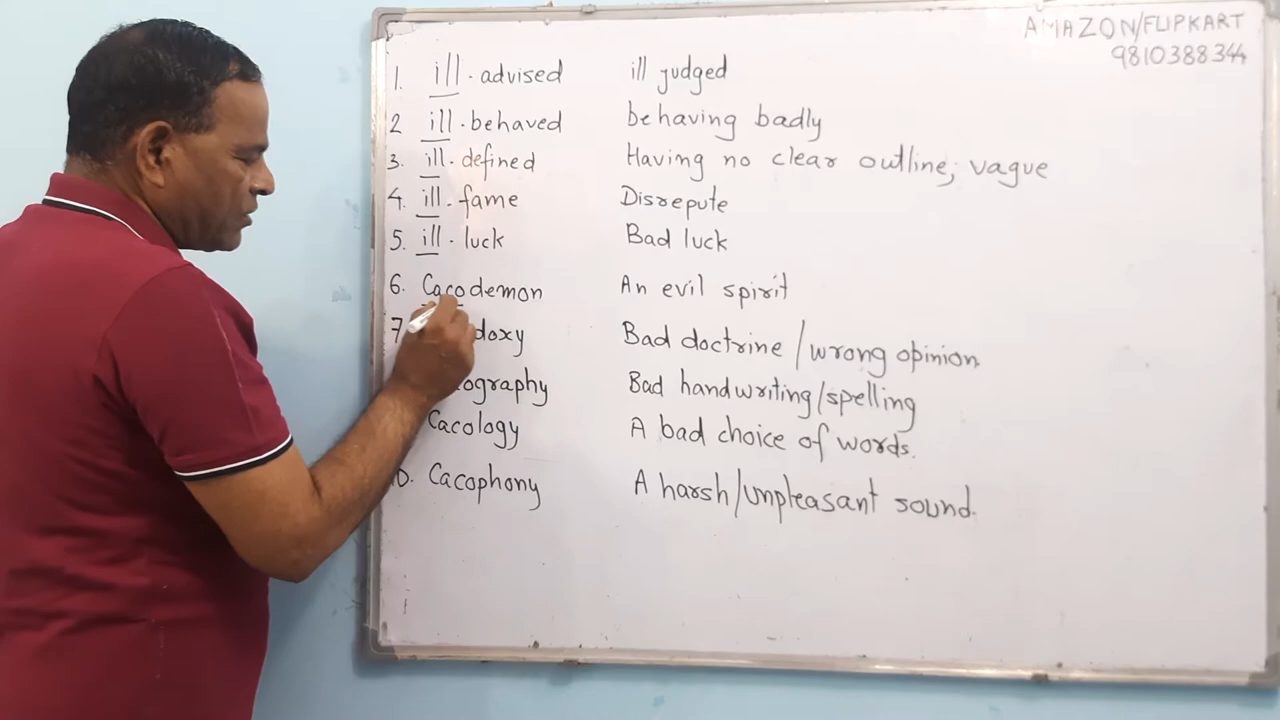 AMAZON/FLIPKART
9810388344
1. ill-advised ill judged
2 ill-behaved behaving badly
3. ill-defined Having no clear outline; vague
4. ill-fame Disrepute
5. ill-luck Bad luck
6. Cacodemon An evil spirit
7 doxy Bad doctrine/wrong opinion
ography Bad handwriting/spelling
Cacology A bad choice of words.
Cacophony A harsh/unpleasant sound.